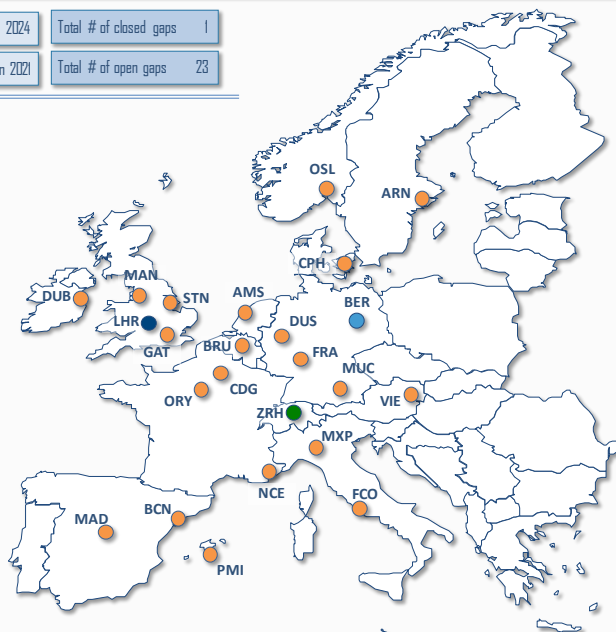 2024
Total # of closed gaps 1
n 2021
Total # of open gaps 23
OSL
ARN
CPH
MAN
DUB
STN
AMS
BER
LHR
DUS
GAT
BRU
FRA
MUC
CDG
ORY
VIE
ZRH
MXP
NCE
FCO
BCN
MAD
PMI